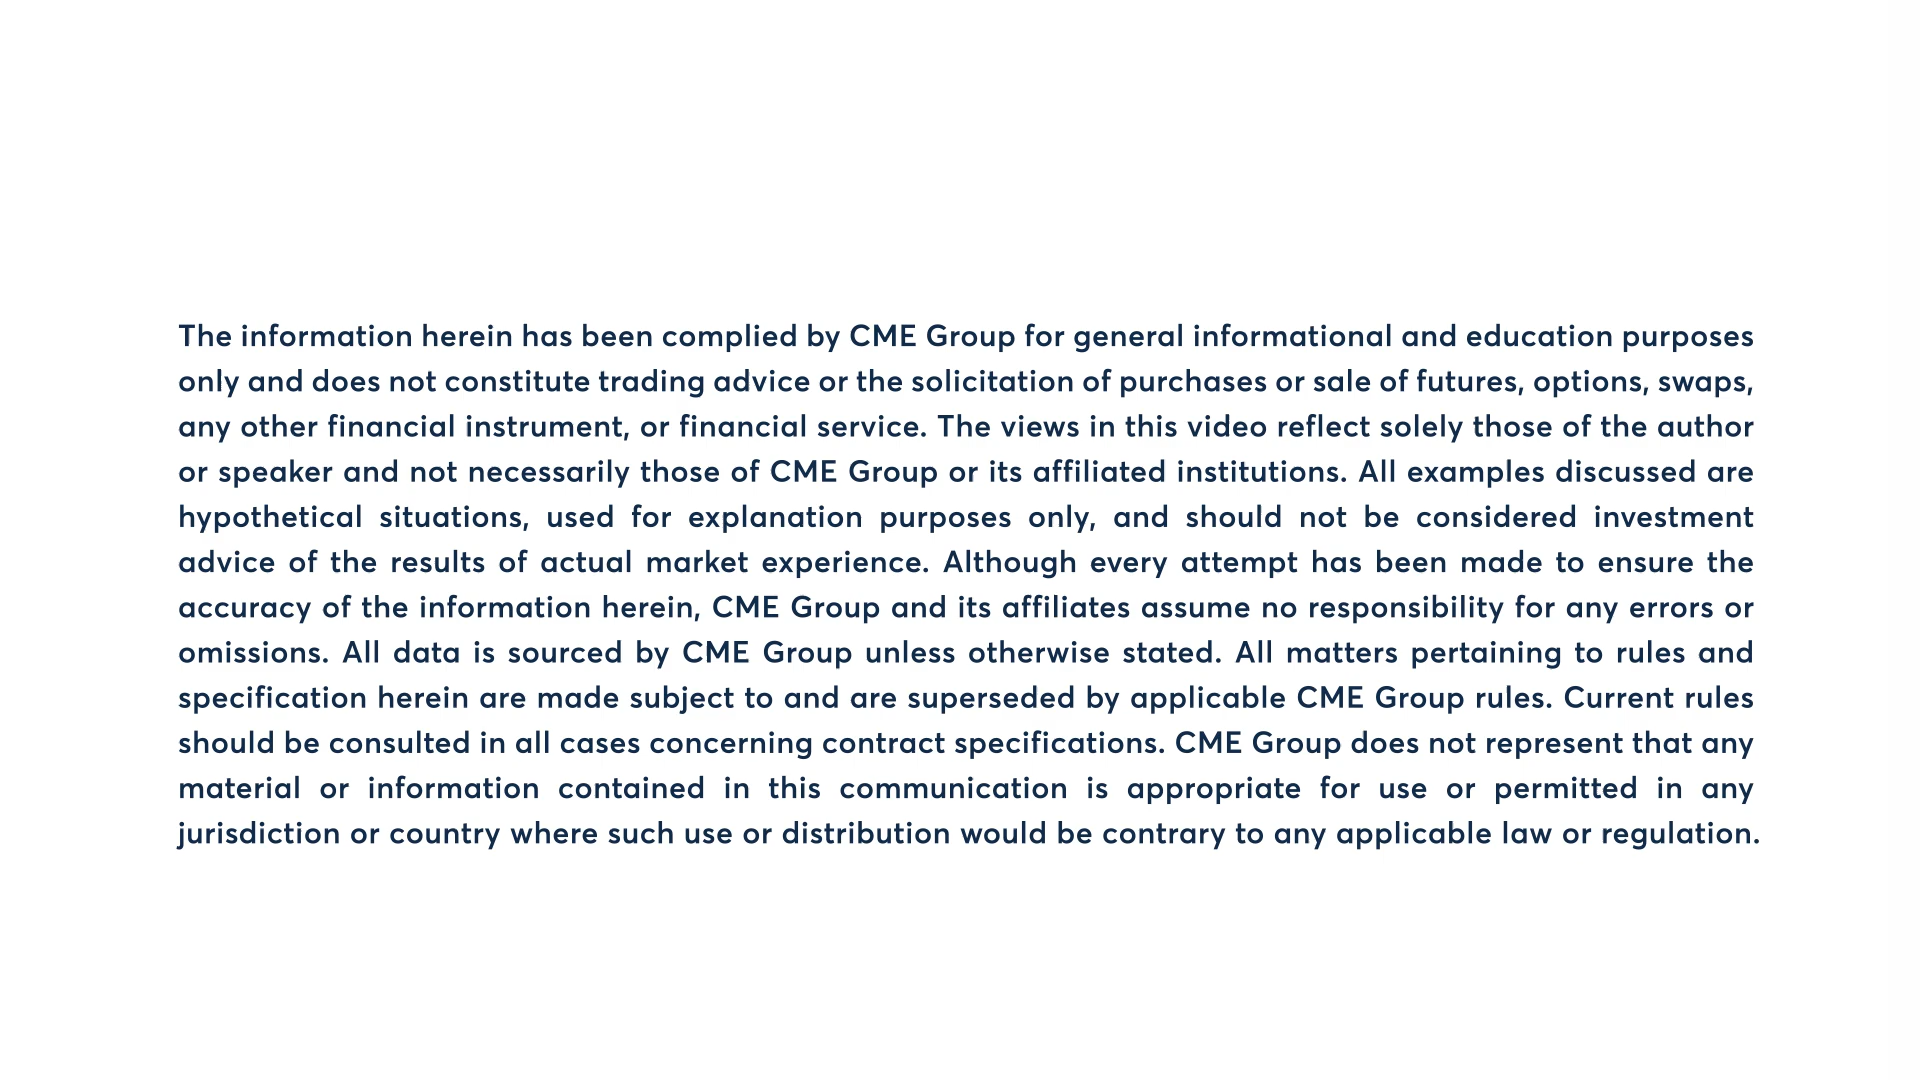 The information herein has been complied by CME Group for general informational and education purposes
only and does not constitute trading advice or the solicitation of purchases or sale of futures, options, swaps,
any other financial instrument, or financial service. The views in this video reflect solely those of the author
or speaker and not necessarily those of CME Group or its affiliated institutions. All examples discussed are
hypothetical situations, used for explanation purposes only, and should not be considered investment
advice of the results of actual market experience. Although every attempt has been made to ensure the
accuracy of the information herein, CME Group and its affiliates assume no responsibility for any errors or
omissions. All data is sourced by CME Group unless otherwise stated. All matters pertaining to rules and
specification herein are made subject to and are superseded by applicable CME Group rules. Current rules
should be consulted in all cases concerning contract specifications. CME Group does not represent that any
material or information contained in this communication is appropriate for use or permitted in any
jurisdiction or country where such use or distribution would be contrary to any applicable law or regulation.